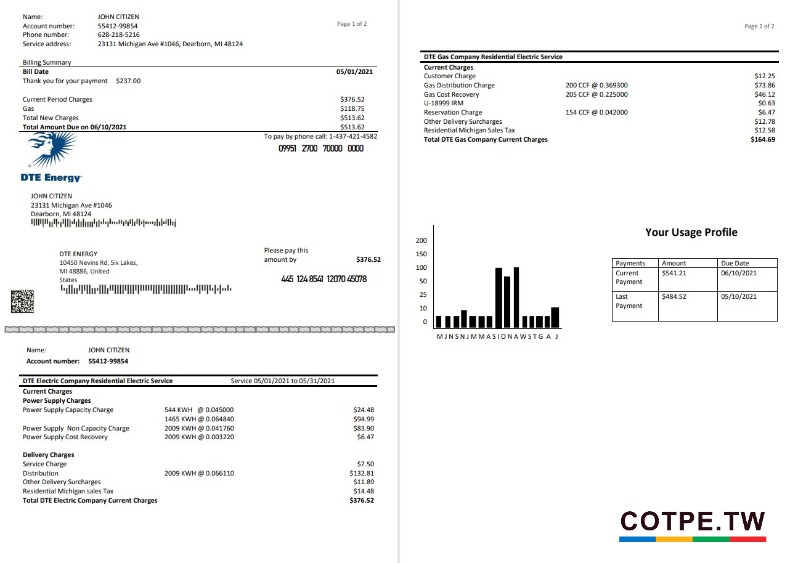 Name: JOHN CITIZEN
Account number: 55412-99854
Phone number: 628-218-5216
Service address: 23131 Michigan Ave #1046, Dearborn, MI 48124
Page 1 of 2
Billing Summary
Bill Date 05/01/2021
Thank you for your payment $237.00
Current Period Charges $376.52
Gas $118.75
Total New Charges $513.62
Total Amount Due on 06/10/2021 $513.62
To pay by phone call: 1-437-421-4582
09951 2700 70000 0000
DTE Energy
JOHN CITIZEN
23131 Michigan Ave #1046
Dearborn, MI 48124
DTE ENERGY
10450 Nevins Rd, Six Lakes,
MI 48886, United
States
Please pay this
amount by $376.52
445 124 8541 12070 45078
Name: JOHN CITIZEN
Account number: 55412-99854
DTE Electric Company Residential Electric Service Service 05/01/2021 to 05/31/2021
Current Charges
Power Supply Charges
Power Supply Capacity Charge 544 KWH @ 0.045000 $24.48
1465 KWH @ 0.064840 $94.99
Power Supply Non Capacity Charge 2009 KWH @ 0.041760 $83.90
Power Supply Cost Recovery 2009 KWH @ 0.003220 $6.47
Delivery Charges
Service Charge $7.50
Distribution 2009 KWH @ 0.066110 $132.81
Other Delivery Surcharges $11.89
Residential Michigan sales Tax $14.48
Total DTE Electric Company Current Charges $376.52
Page 2 of 2
DTE Gas Company Residential Electric Service
Current Charges
Customer Charge $12.25
Gas Distribution Charge 200 CCF @ 0.369300 $73.86
Gas Cost Recovery 205 CCF @ 0.225000 $46.12
U-18999 IRM $0.63
Reservation Charge 154 CCF @ 0.042000 $6.47
Other Delivery Surcharges $12.78
Residential Michigan Sales Tax $12.58
Total DTE Gas Company Current Charges $164.69
200
150
100
50
25
10
0
M J N S N J M M A S I O N A W S T G A J
Your Usage Profile
Payments Amount Due Date
Current Payment $541.21 06/10/2021
Last Payment $484.52 05/10/2021
COTPE.TW